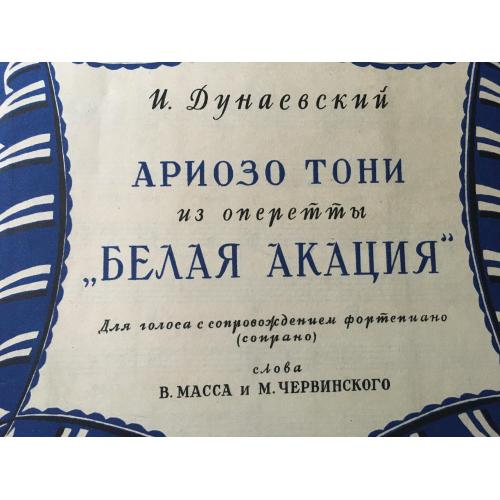 И. Дунаевский
АРИОЗО ТОНИ
из оперетты
„БЕЛАЯ АКАЦИЯ“
Для голоса с сопровождением фортепиано
(сопрано)
слова
В. МАССА и М. ЧЕРВИНСКОГО